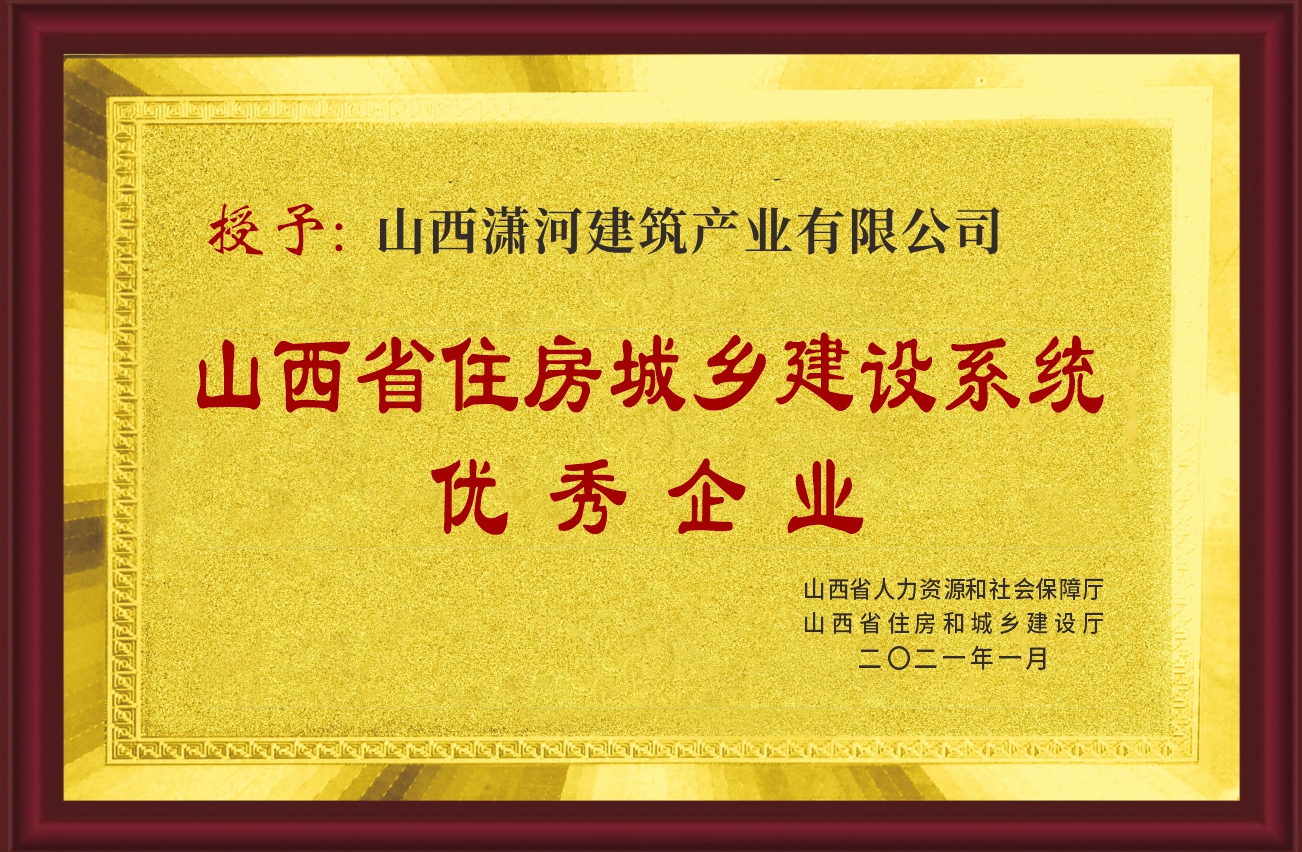 授予：山西潇河建筑产业有限公司
山西省住房城乡建设系统
优秀企业
山西省人力资源和社会保障厅
山西省住房和城乡建设厅
二〇二一年一月